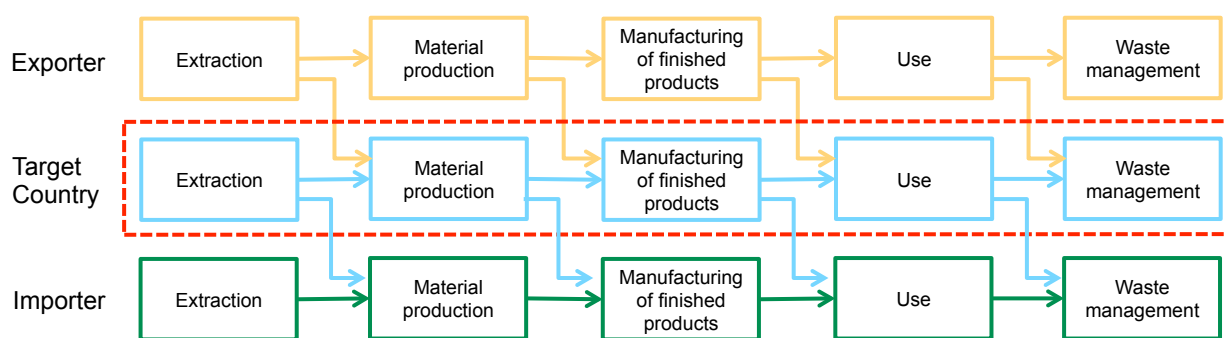 Exporter
Extraction
Material
production
Manufacturing
of finished
products
Use
Waste
management
Target
Country
Extraction
Material
production
Manufacturing
of finished
products
Use
Waste
management
Importer
Extraction
Material
production
Manufacturing
of finished
products
Use
Waste
management